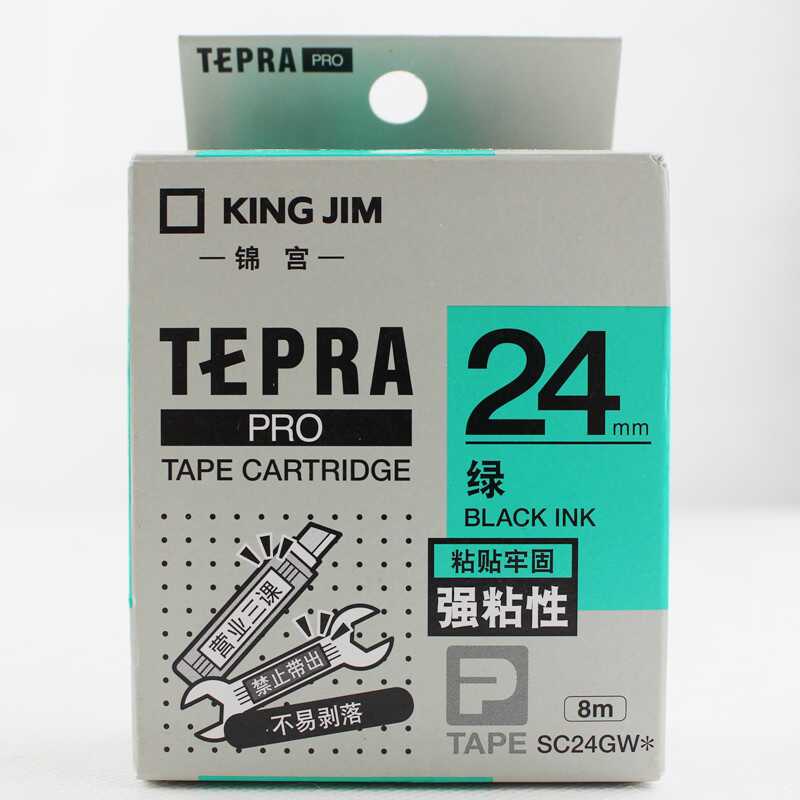 TEPRA PRO
KING JIM
锦宫
TEPRA
PRO
TAPE CARTRIDGE
24mm
绿
BLACK INK
粘贴牢固
强粘性
营业三课
禁止带出
不易剥落
P
TAPE
8m
SC24GW*